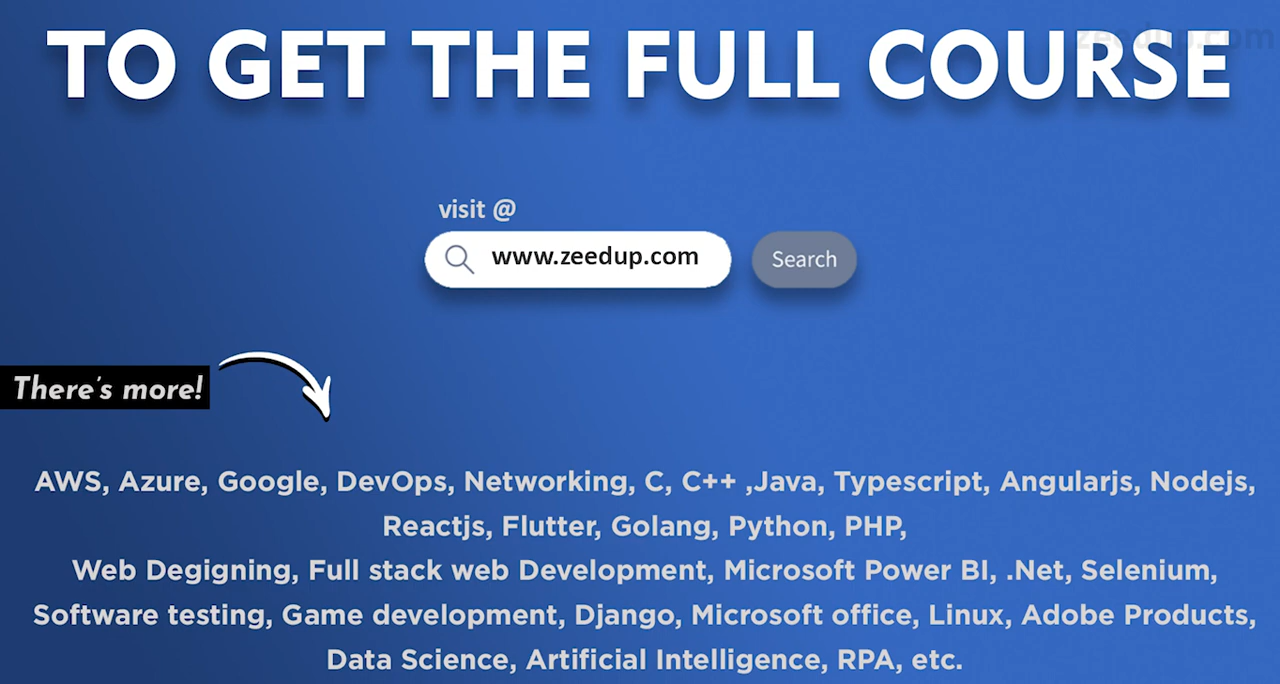 zeedup.com
TO GET THE FULL COURSE
visit @
www.zeedup.com
Search
There's more!
AWS, Azure, Google, DevOps, Networking, C, C++ ,Java, Typescript, Angularjs, Nodejs,
Reactjs, Flutter, Golang, Python, PHP,
Web Degigning, Full stack web Development, Microsoft Power BI, .Net, Selenium,
Software testing, Game development, Django, Microsoft office, Linux, Adobe Products,
Data Science, Artificial Intelligence, RPA, etc.